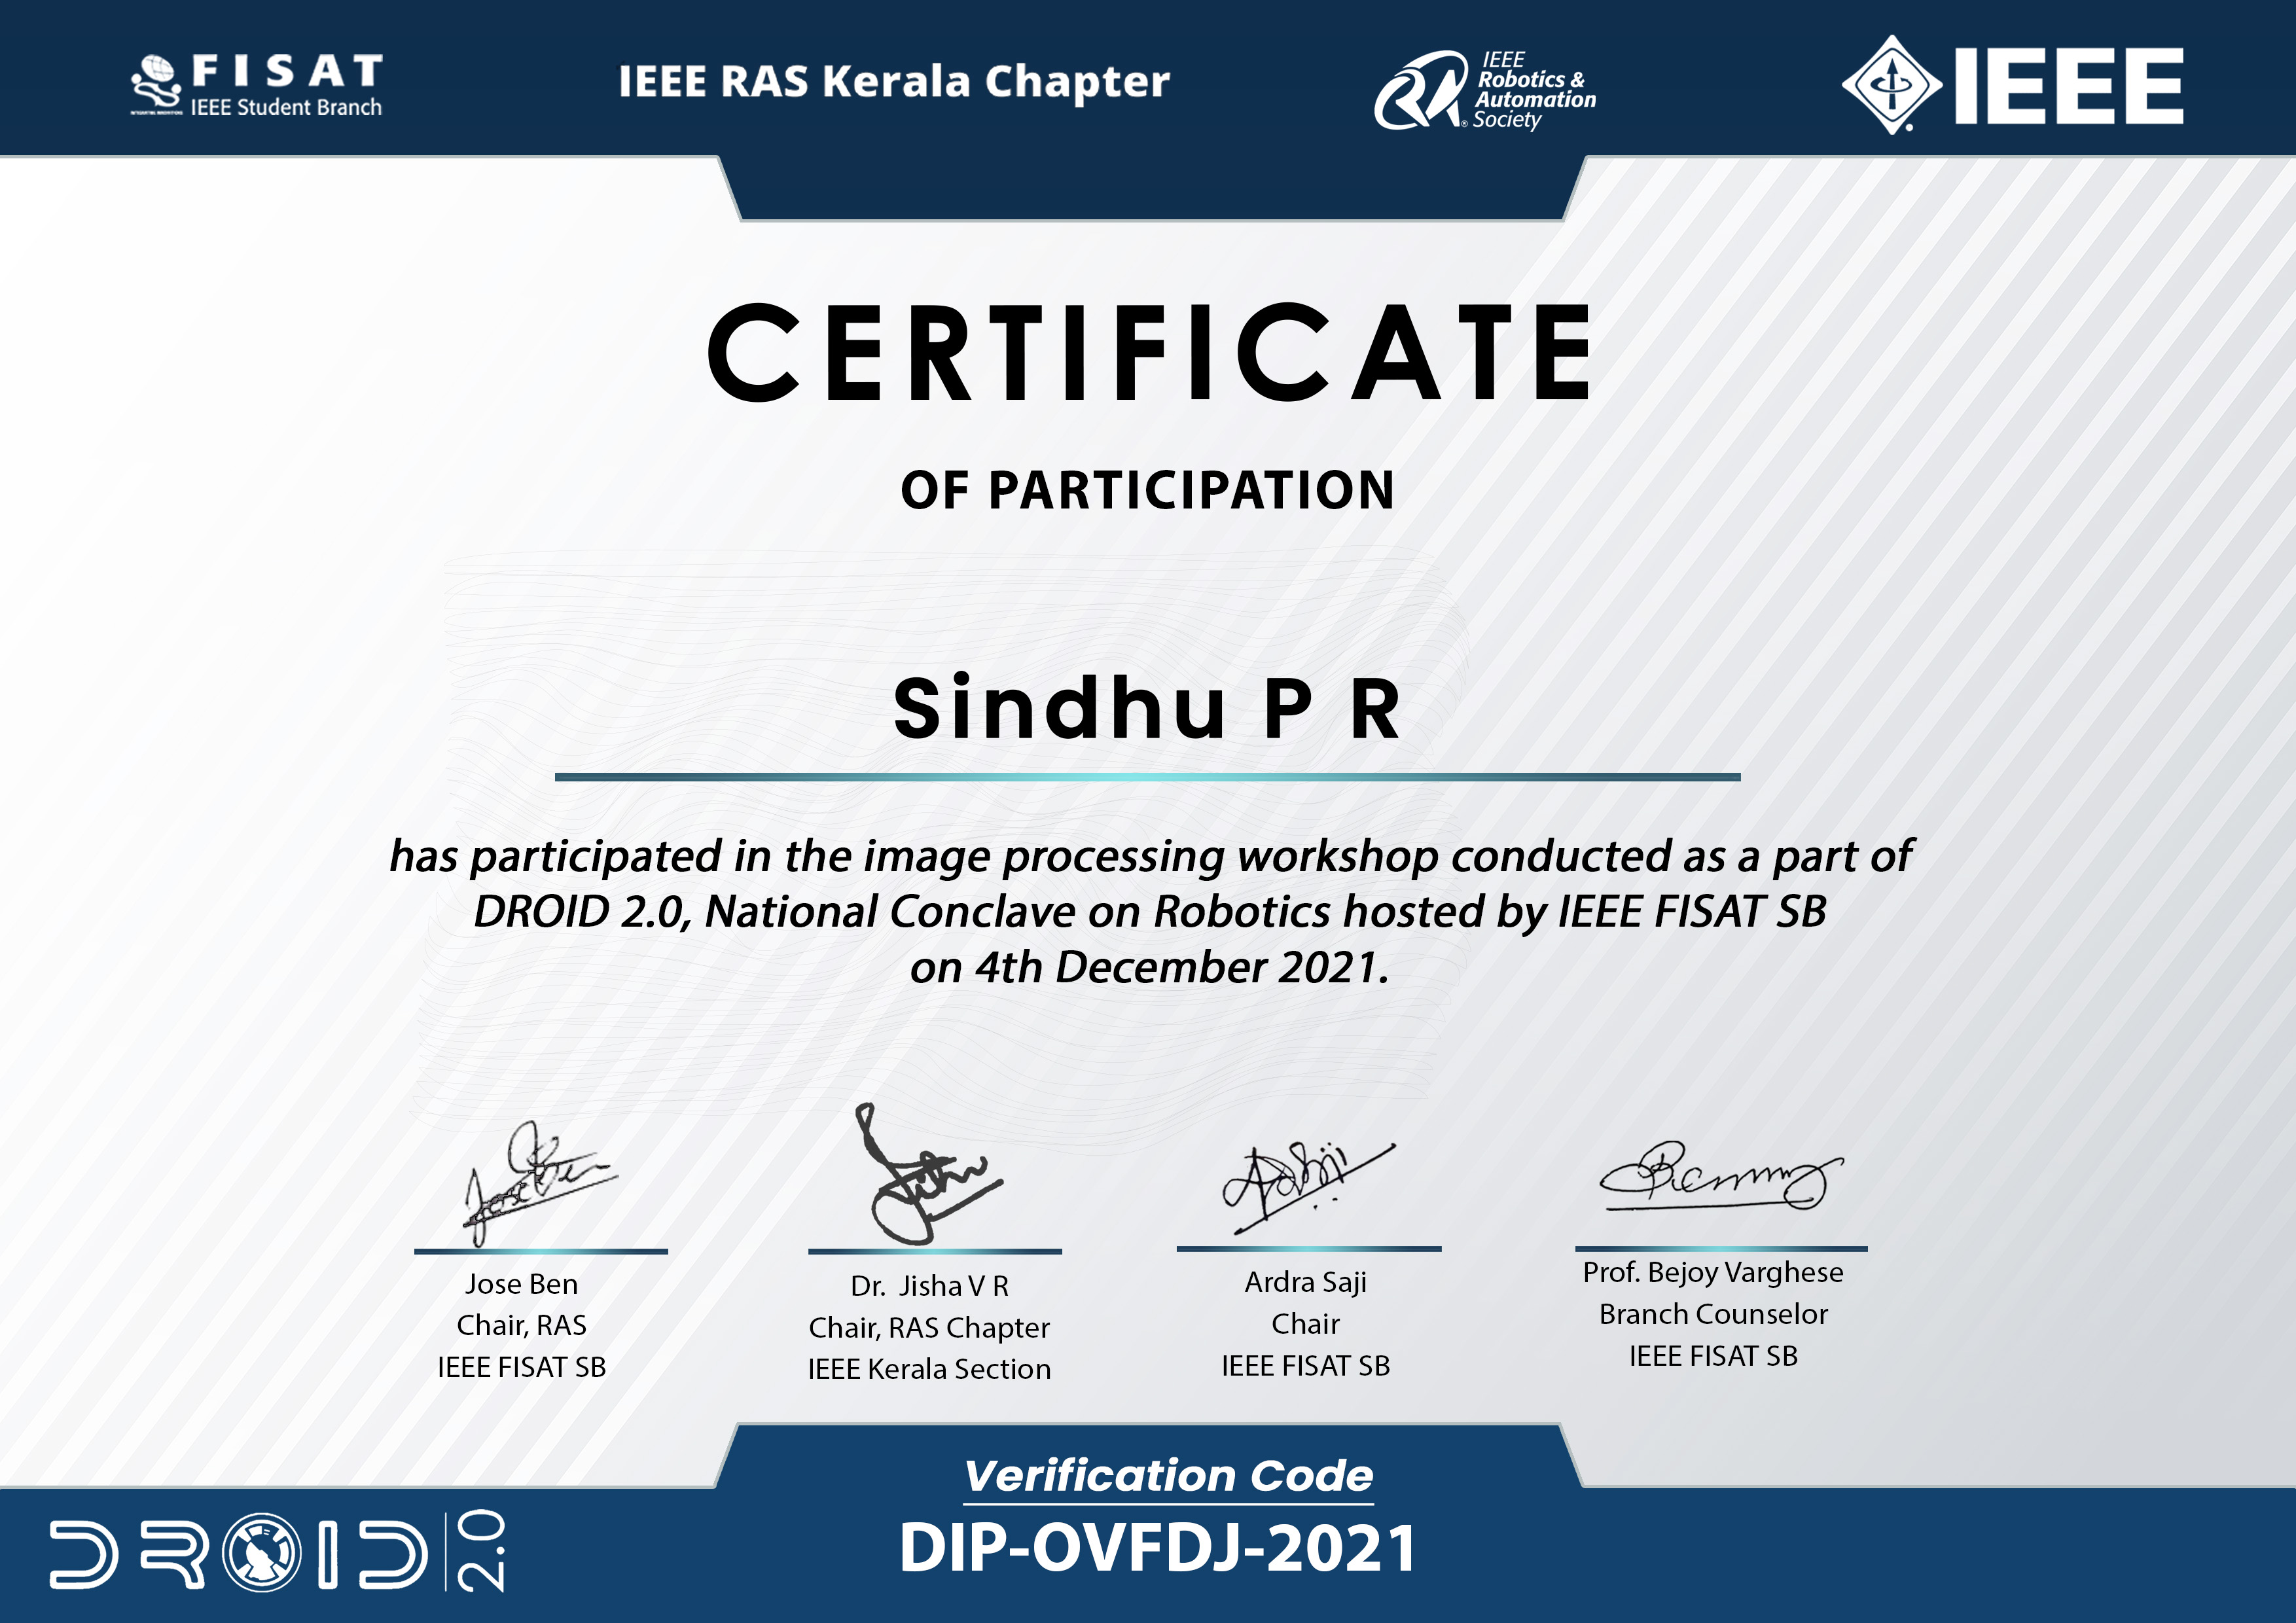 FISAT
IEEE Student Branch
IEEE RAS Kerala Chapter
IEEE
Robotics &
Automation
Society
IEEE
CERTIFICATE
OF PARTICIPATION
Sindhu P R
has participated in the image processing workshop conducted as a part of
DROID 2.0, National Conclave on Robotics hosted by IEEE FISAT SB
on 4th December 2021.
Jose Ben
Chair, RAS
IEEE FISAT SB
Dr. Jisha V R
Chair, RAS Chapter
IEEE Kerala Section
Ardra Saji
Chair
IEEE FISAT SB
Prof. Bejoy Varghese
Branch Counselor
IEEE FISAT SB
Verification Code
DIP-OVFDJ-2021
DROID 2.0